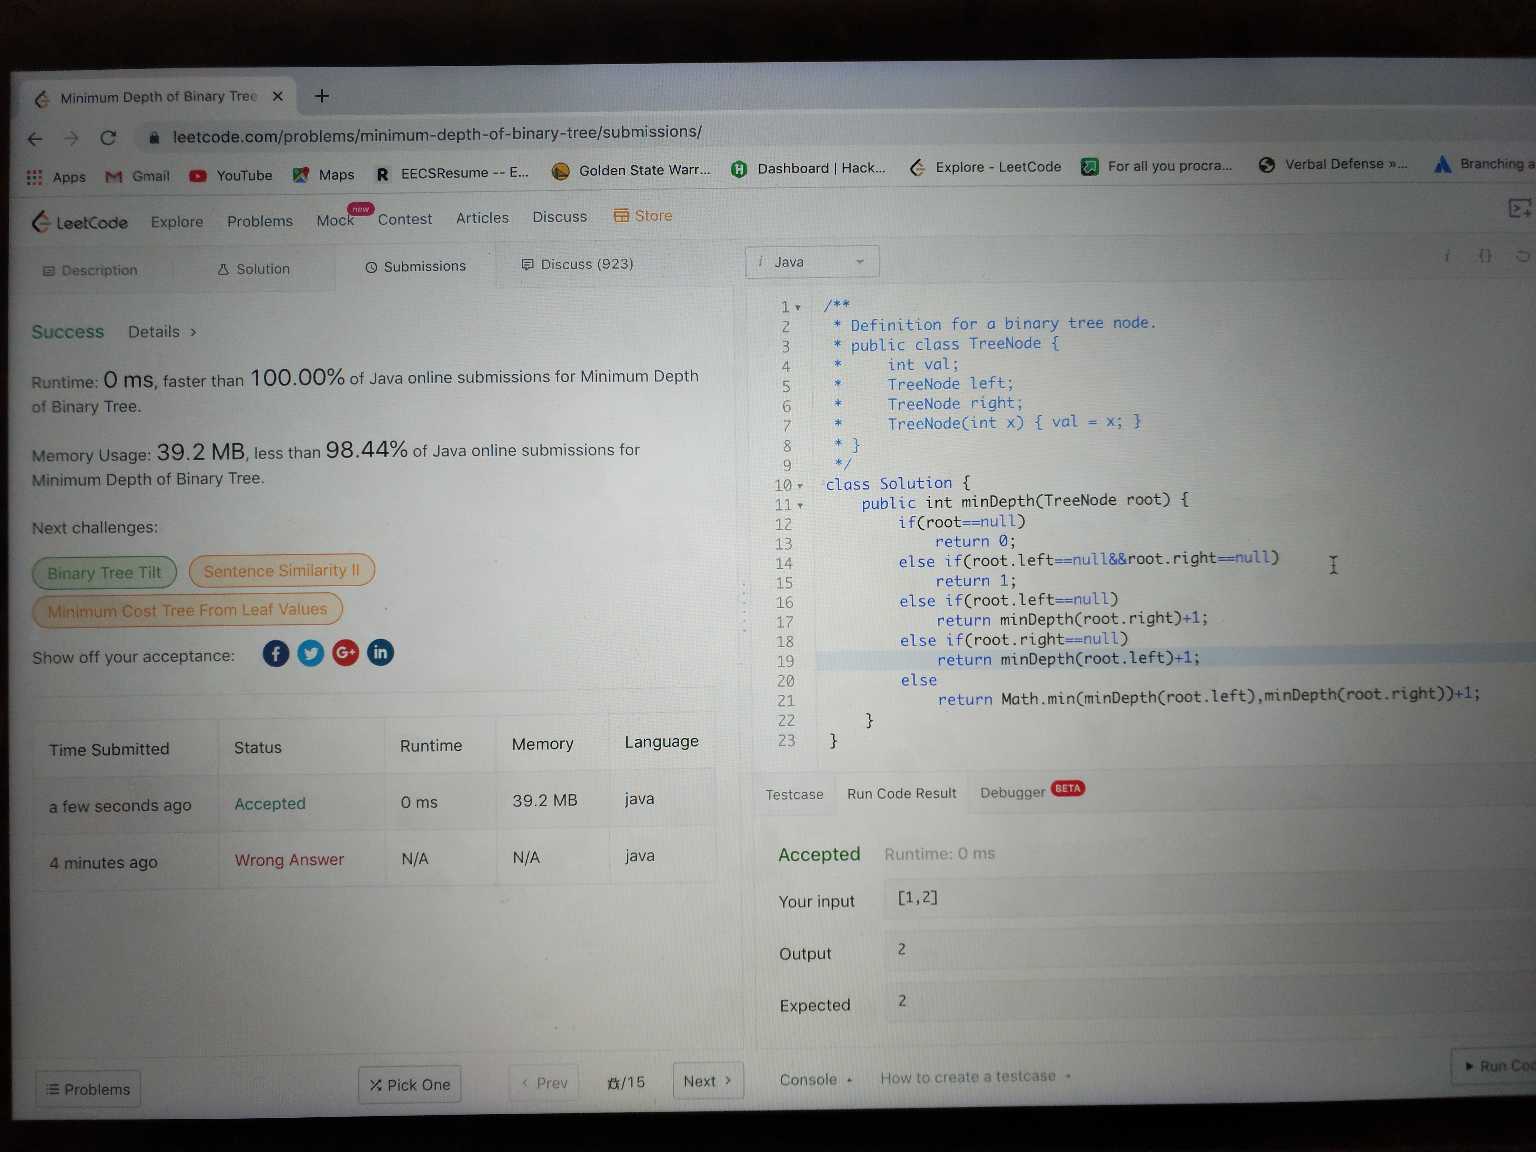 Minimum Depth of Binary Tree
leetcode.com/problems/minimum-depth-of-binary-tree/submissions/
Apps Gmail YouTube Maps R EECSResume -- E... Golden State Warr... Dashboard | Hack... Explore - LeetCode For all you procra... Verbal Defense »... Branching a
LeetCode Explore Problems Mock new Contest Articles Discuss Store
Description Solution Submissions Discuss (923)
i Java
Success Details >
Runtime: 0 ms, faster than 100.00% of Java online submissions for Minimum Depth
of Binary Tree.
Memory Usage: 39.2 MB, less than 98.44% of Java online submissions for
Minimum Depth of Binary Tree.
Next challenges:
Binary Tree Tilt Sentence Similarity II
Minimum Cost Tree From Leaf Values
Show off your acceptance: f G+ in
Time Submitted Status Runtime Memory Language
a few seconds ago Accepted 0 ms 39.2 MB java
4 minutes ago Wrong Answer N/A N/A java
Problems Pick One < Prev /15 Next >
1 /**
2 * Definition for a binary tree node.
3 * public class TreeNode {
4 *     int val;
5 *     TreeNode left;
6 *     TreeNode right;
7 *     TreeNode(int x) { val = x; }
8 * }
9 */
10 class Solution {
11     public int minDepth(TreeNode root) {
12         if(root==null)
13             return 0;
14         else if(root.left==null&&root.right==null)
15             return 1;
16         else if(root.left==null)
17             return minDepth(root.right)+1;
18         else if(root.right==null)
19             return minDepth(root.left)+1;
20         else
21             return Math.min(minDepth(root.left),minDepth(root.right))+1;
22     }
23 }
Testcase Run Code Result Debugger BETA
Accepted Runtime: 0 ms
Your input [1,2]
Output 2
Expected 2
Console How to create a testcase Run Cod